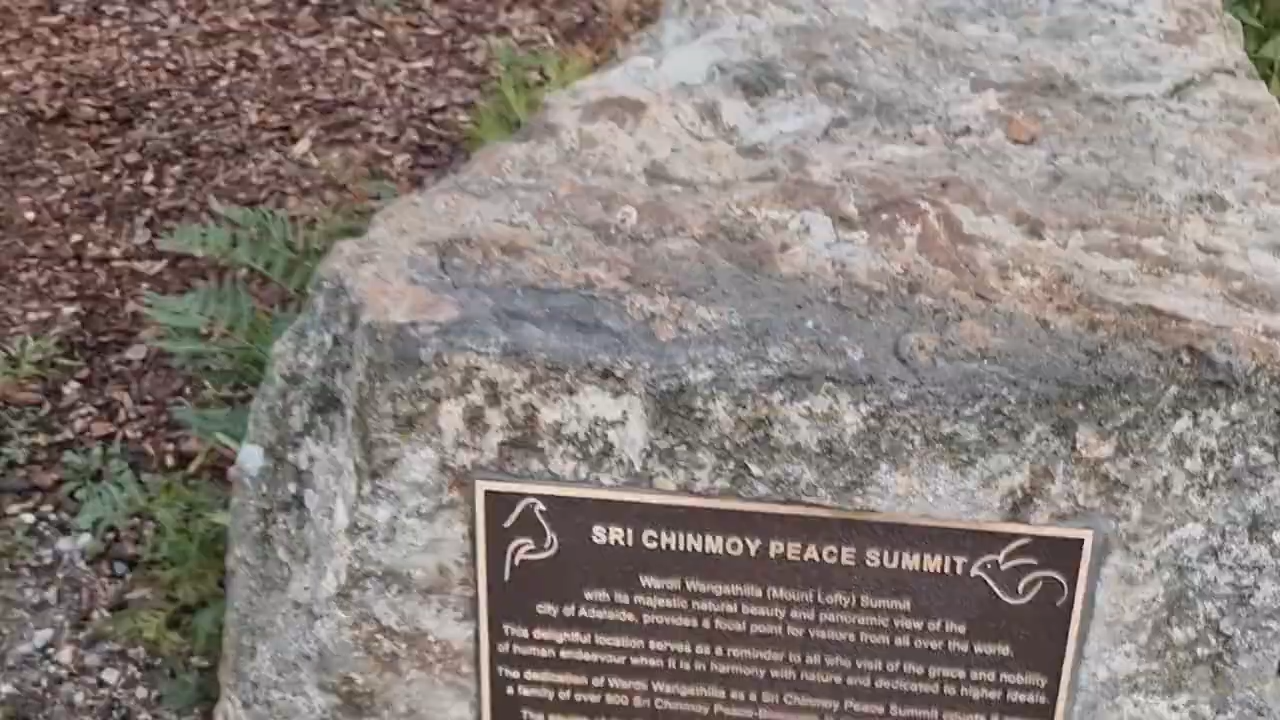 SRI CHINMOY PEACE SUMMIT
Wangathilla (Mount Lofty) Summit
with its majestic natural beauty and panoramic view of the
city of Adelaide, provides a focal point for visitors from all over the world.
This delightful location serves as a reminder to all who visit of the grace and nobility
of human endeavour when it is in harmony with nature and dedicated to higher ideals.
The dedication of Wangathilla as a Sri Chinmoy Peace Summit
a family of over 900 Sri Chinmoy
The